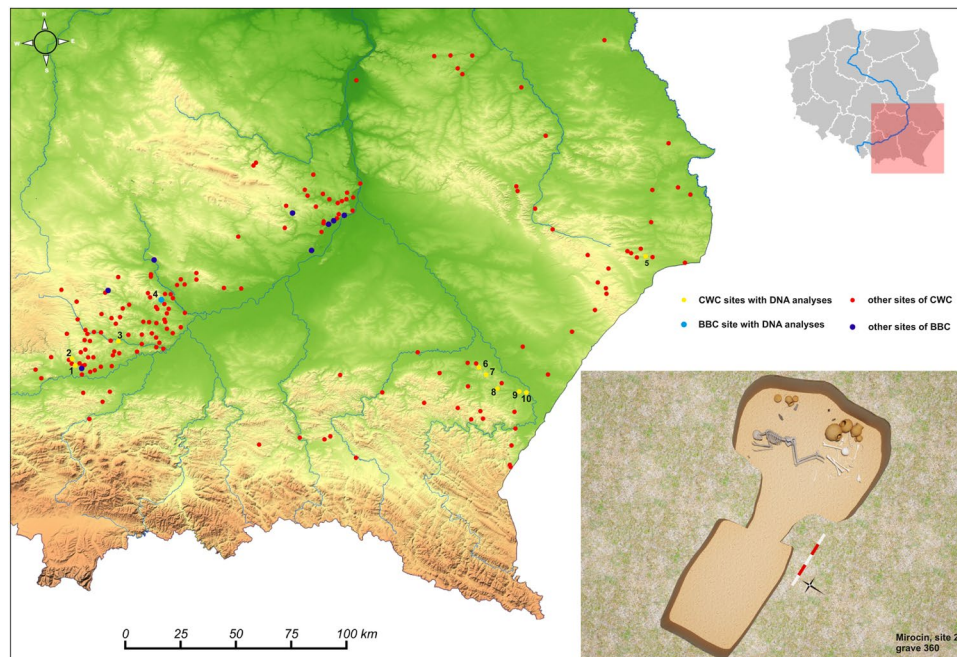 CWC sites with DNA analyses
other sites of CWC
BBC site with DNA analyses
other sites of BBC
4
3
2
1
5
6
7
8
9
10
0 25 50 75 100 km
Mirocin, site 2
grave 360